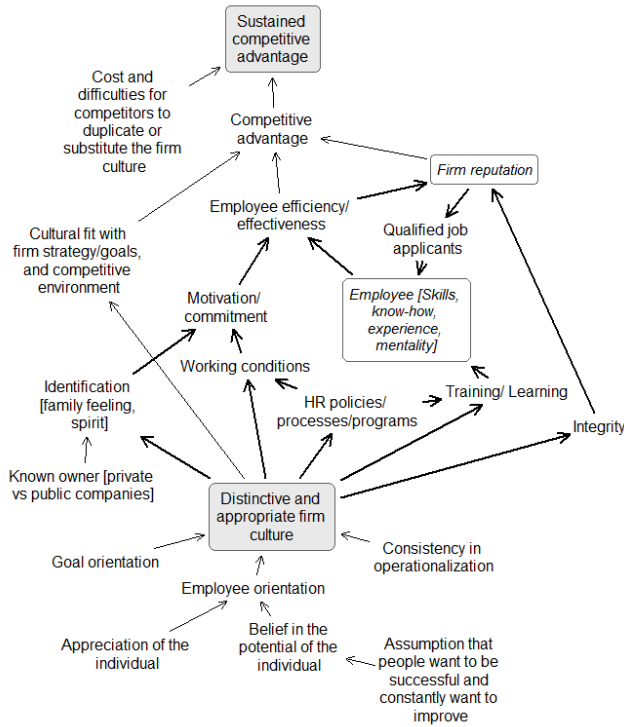 Sustained
competitive
advantage
Cost and
difficulties for
competitors to
duplicate or
substitute the firm
culture
Competitive
advantage
Firm reputation
Employee efficiency/
effectiveness
Qualified job
applicants
Cultural fit with
firm strategy/goals,
and competitive
environment
Employee [Skills,
know-how,
experience,
mentality]
Motivation/
commitment
Working conditions
Identification
[family feeling,
spirit]
HR policies/
processes/programs
Training/ Learning
Integrity
Known owner [private
vs public companies]
Distinctive and
appropriate firm
culture
Goal orientation
Consistency in
operationalization
Employee orientation
Appreciation of the
individual
Belief in the
potential of the
individual
Assumption that
people want to be
successful and
constantly want to
improve